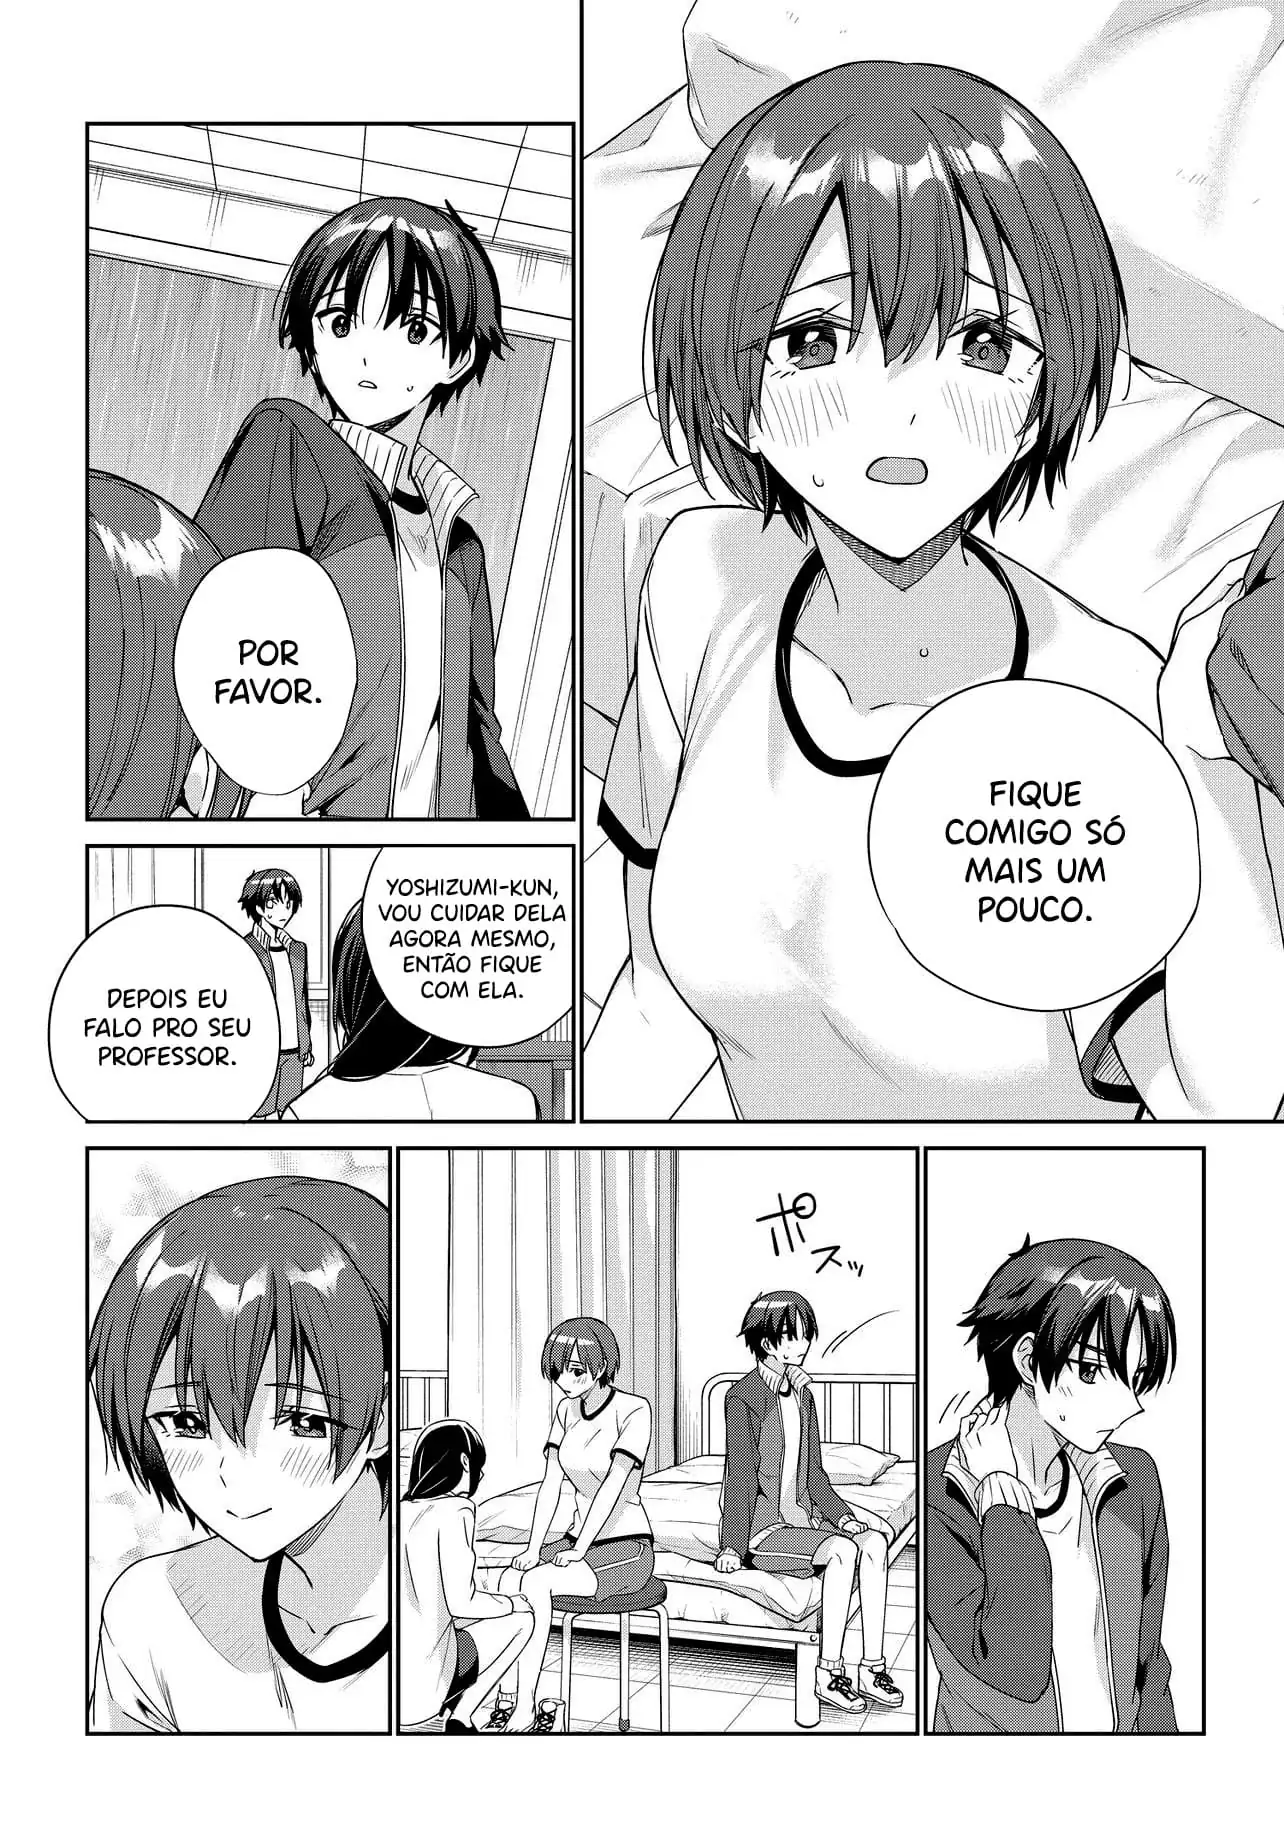 FIQUE
COMIGO SÓ
MAIS UM
POUCO.
POR
FAVOR.
YOSHIZUMI-KUN,
VOU CUIDAR DELA
AGORA MESMO,
ENTÃO FIQUE
COM ELA.
DEPOIS EU
FALO PRO SEU
PROFESSOR.
ポスッ